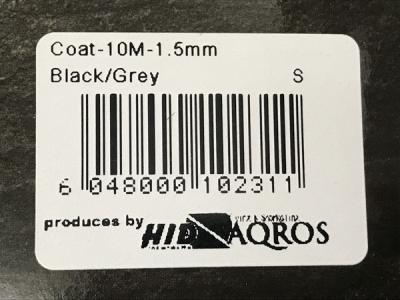 Coat-10M-1.5mm
Black/Grey S
6 048000 102311
produces by HID AQROS